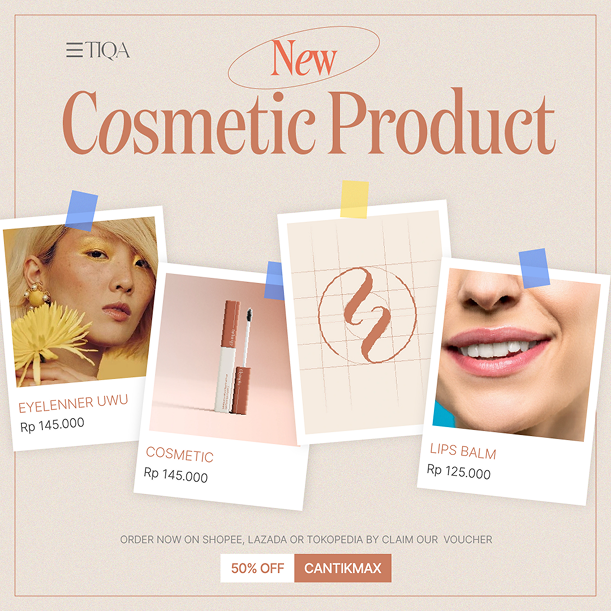 ETIQA
New
Cosmetic Product
EYELENNER UWU
Rp 145.000
COSMETIC
Rp 145.000
LIPS BALM
Rp 125.000
ORDER NOW ON SHOPEE, LAZADA OR TOKOPEDIA BY CLAIM OUR VOUCHER
50% OFF
CANTIKMAX